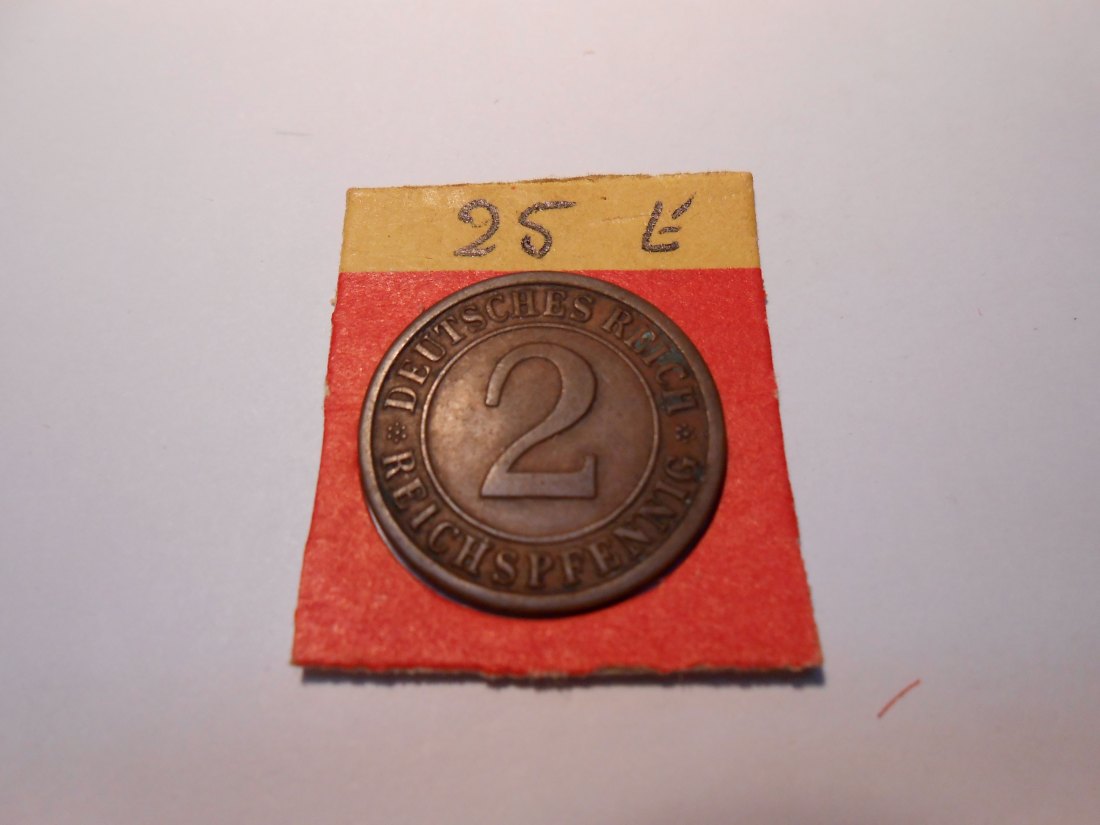 25 E
DEUTSCHES REICH
2
REICHSPFENNIG